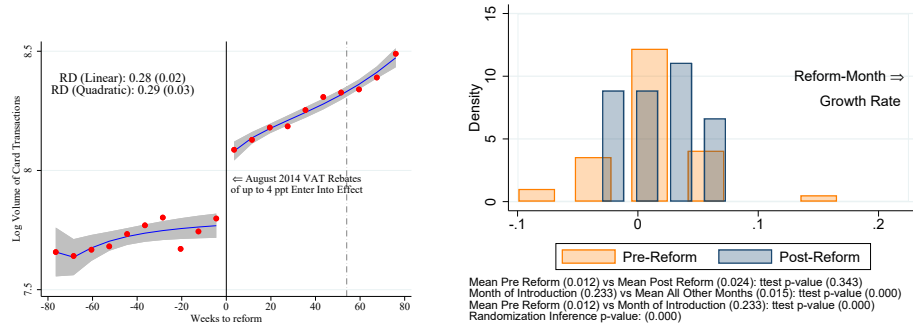 RD (Linear): 0.28 (0.02)
RD (Quadratic): 0.29 (0.03)
⇐ August 2014 VAT Rebates
of up to 4 ppt Enter Into Effect
Log Volume of Card Transactions
8.5
8
7.5
-80 -60 -40 -20 0 20 40 60 80
Weeks to reform
Density
15
10
5
0
Reform-Month ⇒
Growth Rate
-.1 0 .1 .2
Pre-Reform Post-Reform
Mean Pre Reform (0.012) vs Mean Post Reform (0.024): ttest p-value (0.343)
Month of Introduction (0.233) vs Mean All Other Months (0.015): ttest p-value (0.000)
Mean Pre Reform (0.012) vs Month of Introduction (0.233): ttest p-value (0.000)
Randomization Inference p-value: (0.000)